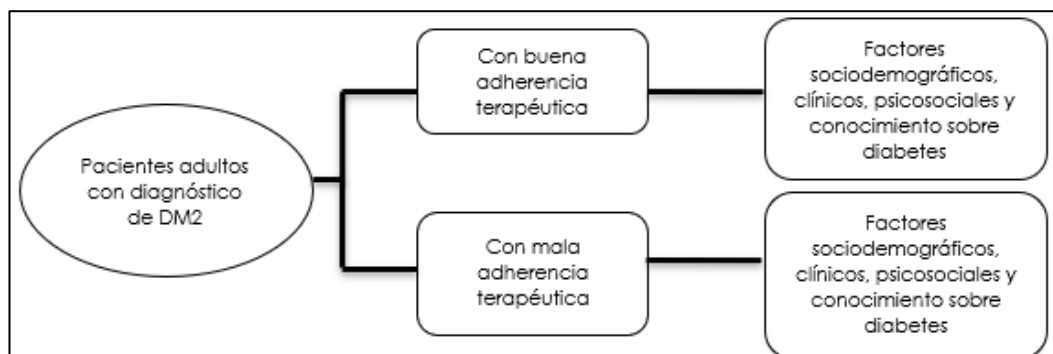 Pacientes adultos
con diagnóstico
de DM2
Con buena
adherencia
terapéutica
Factores
sociodemográficos,
clínicos, psicosociales y
conocimiento sobre
diabetes
Con mala
adherencia
terapéutica
Factores
sociodemográficos,
clínicos, psicosociales y
conocimiento sobre
diabetes